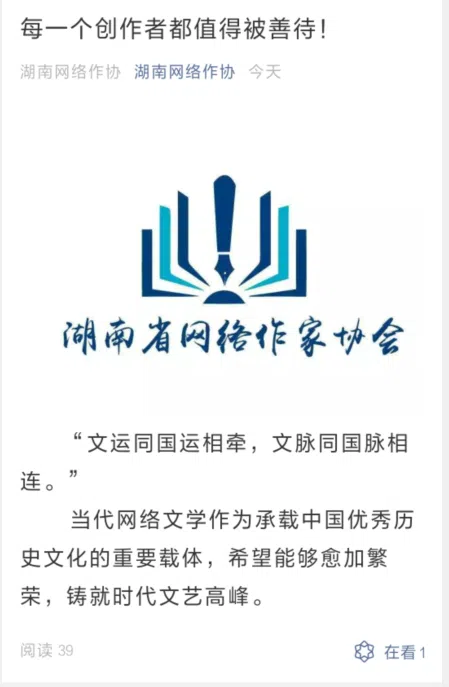 每一个创作者都值得被善待！
湖南网络作协 湖南网络作协 今天
湖南省网络作家协会
“文运同国运相牵，文脉同国脉相
连。”
当代网络文学作为承载中国优秀历
史文化的重要载体，希望能够愈加繁
荣，铸就时代文艺高峰。
阅读 39 在看 1